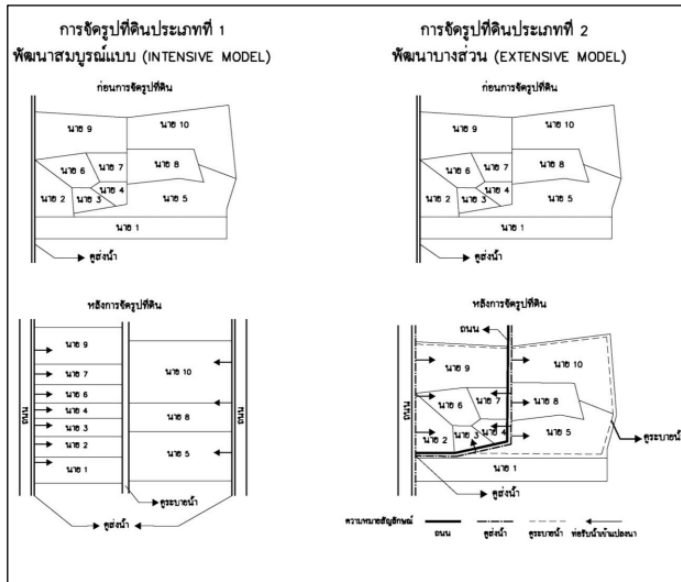 การจัดรูปที่ดินประเภทที่ 1
พัฒนาสมบูรณ์แบบ (INTENSIVE MODEL)
ก่อนการจัดรูปที่ดิน
นาย 9
นาย 10
นาย 6
นาย 7
นาย 8
นาย 4
นาย 2
นาย 3
นาย 5
นาย 1
คูส่งน้ำ
หลังการจัดรูปที่ดิน
นาย 9
นาย 7
นาย 6
นาย 4
นาย 3
นาย 2
นาย 1
นาย 10
นาย 8
นาย 5
ถนน
ถนน
คูระบายน้ำ
คูส่งน้ำ
การจัดรูปที่ดินประเภทที่ 2
พัฒนาบางส่วน (EXTENSIVE MODEL)
ก่อนการจัดรูปที่ดิน
นาย 9
นาย 10
นาย 6
นาย 7
นาย 8
นาย 4
นาย 2
นาย 3
นาย 5
นาย 1
คูส่งน้ำ
หลังการจัดรูปที่ดิน
ถนน
นาย 9
นาย 10
ถนน
นาย 6
นาย 7
นาย 8
นาย 2
นาย 3
นาย 4
นาย 5
คูระบายน้ำ
นาย 1
คูส่งน้ำ
ความหมายสัญลักษณ์
ถนน
คูส่งน้ำ
คูระบายน้ำ
ท่อรับน้ำเข้าแปลงนา